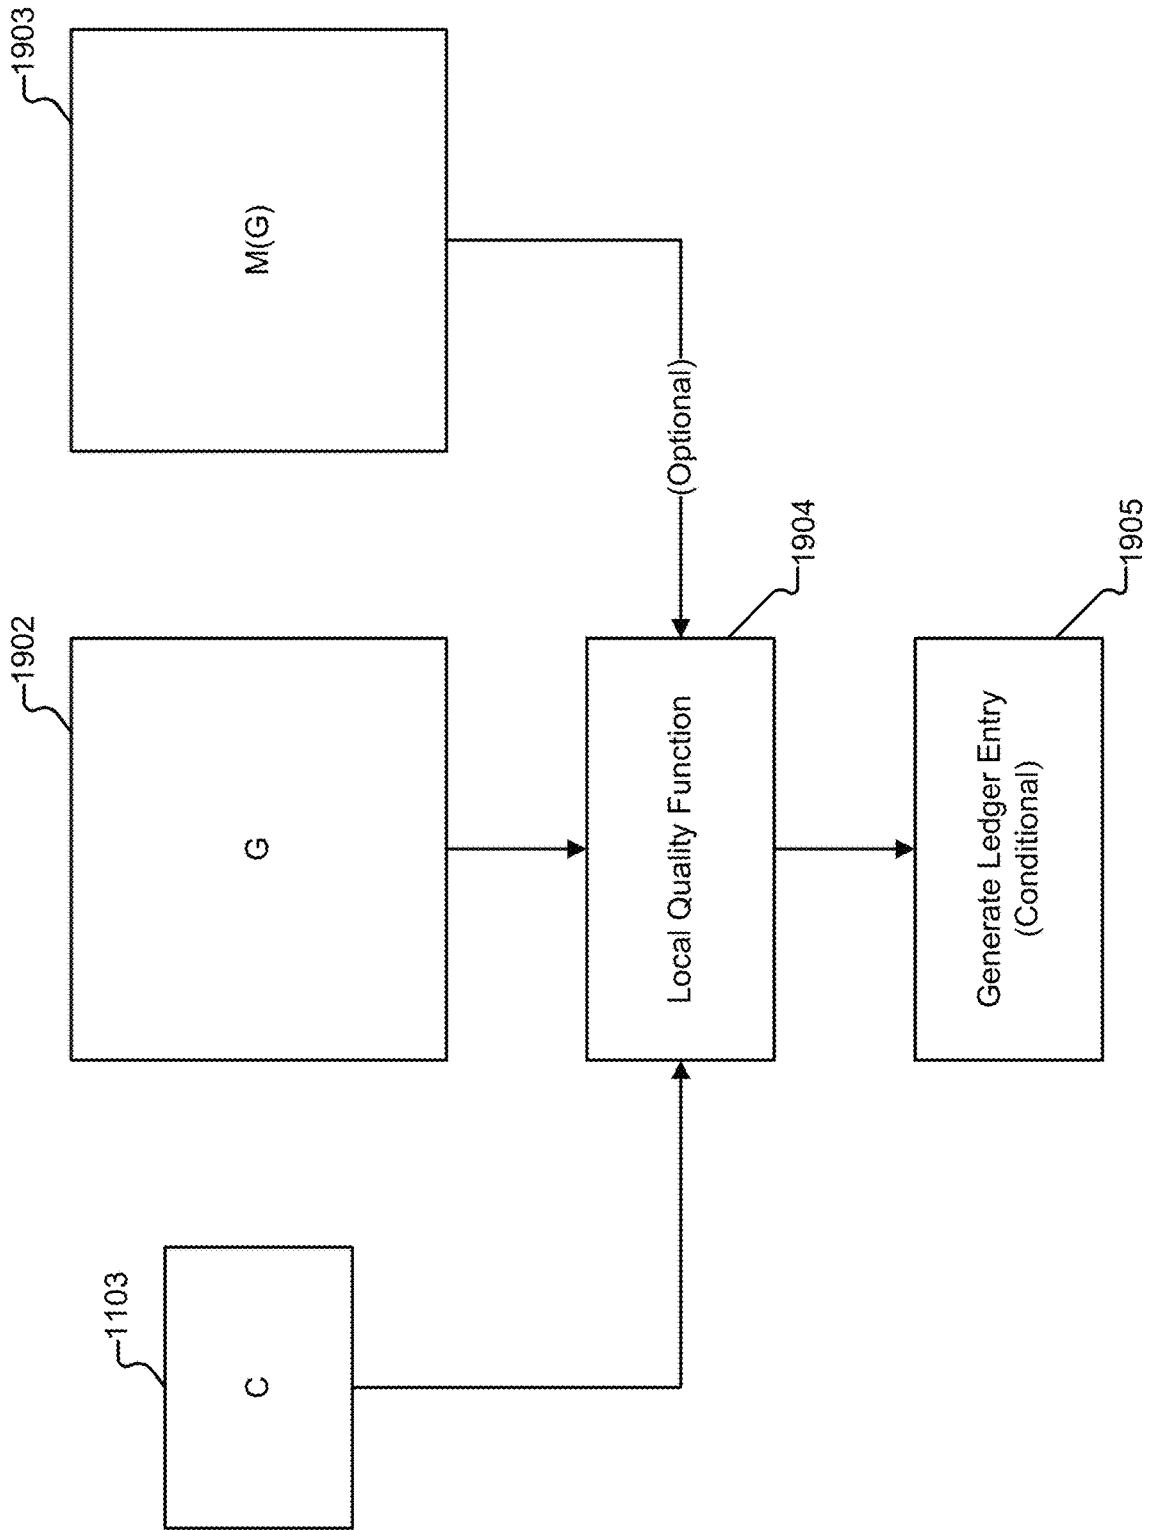 1103
C
1902
G
1903
M(G)
(Optional)
Local Quality Function
1904
Generate Ledger Entry
(Conditional)
1905